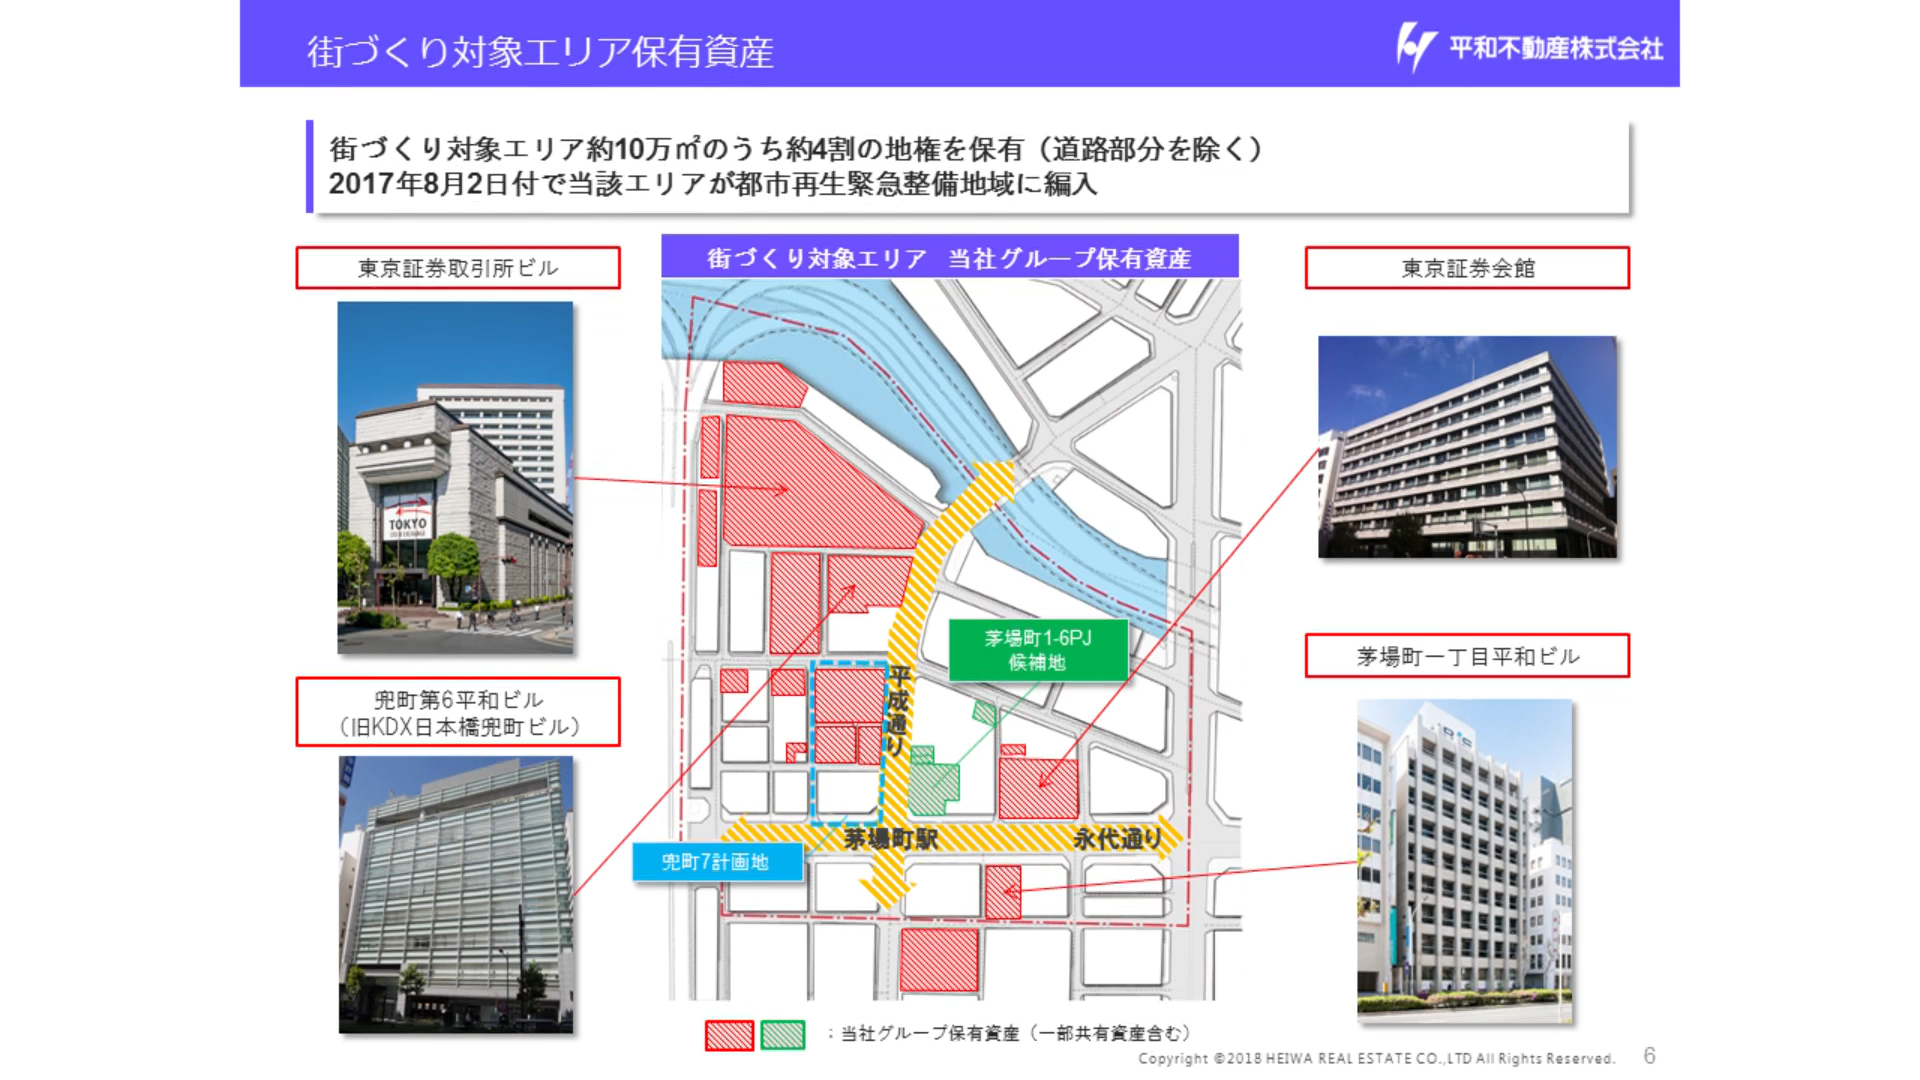 街づくり対象エリア保有資産
平和不動産株式会社
街づくり対象エリア約10万㎡のうち約4割の地権を保有（道路部分を除く）
2017年8月2日付で当該エリアが都市再生緊急整備地域に編入
東京証券取引所ビル
街づくり対象エリア　当社グループ保有資産
東京証券会館
TOKYO
茅場町1-6PJ
候補地
茅場町一丁目平和ビル
兜町第6平和ビル
（旧KDX日本橋兜町ビル）
平成通り
茅場町駅
永代通り
兜町7計画地
：当社グループ保有資産（一部共有資産含む）
Copyright ©2018 HEIWA REAL ESTATE CO.,LTD All Rights Reserved.
6